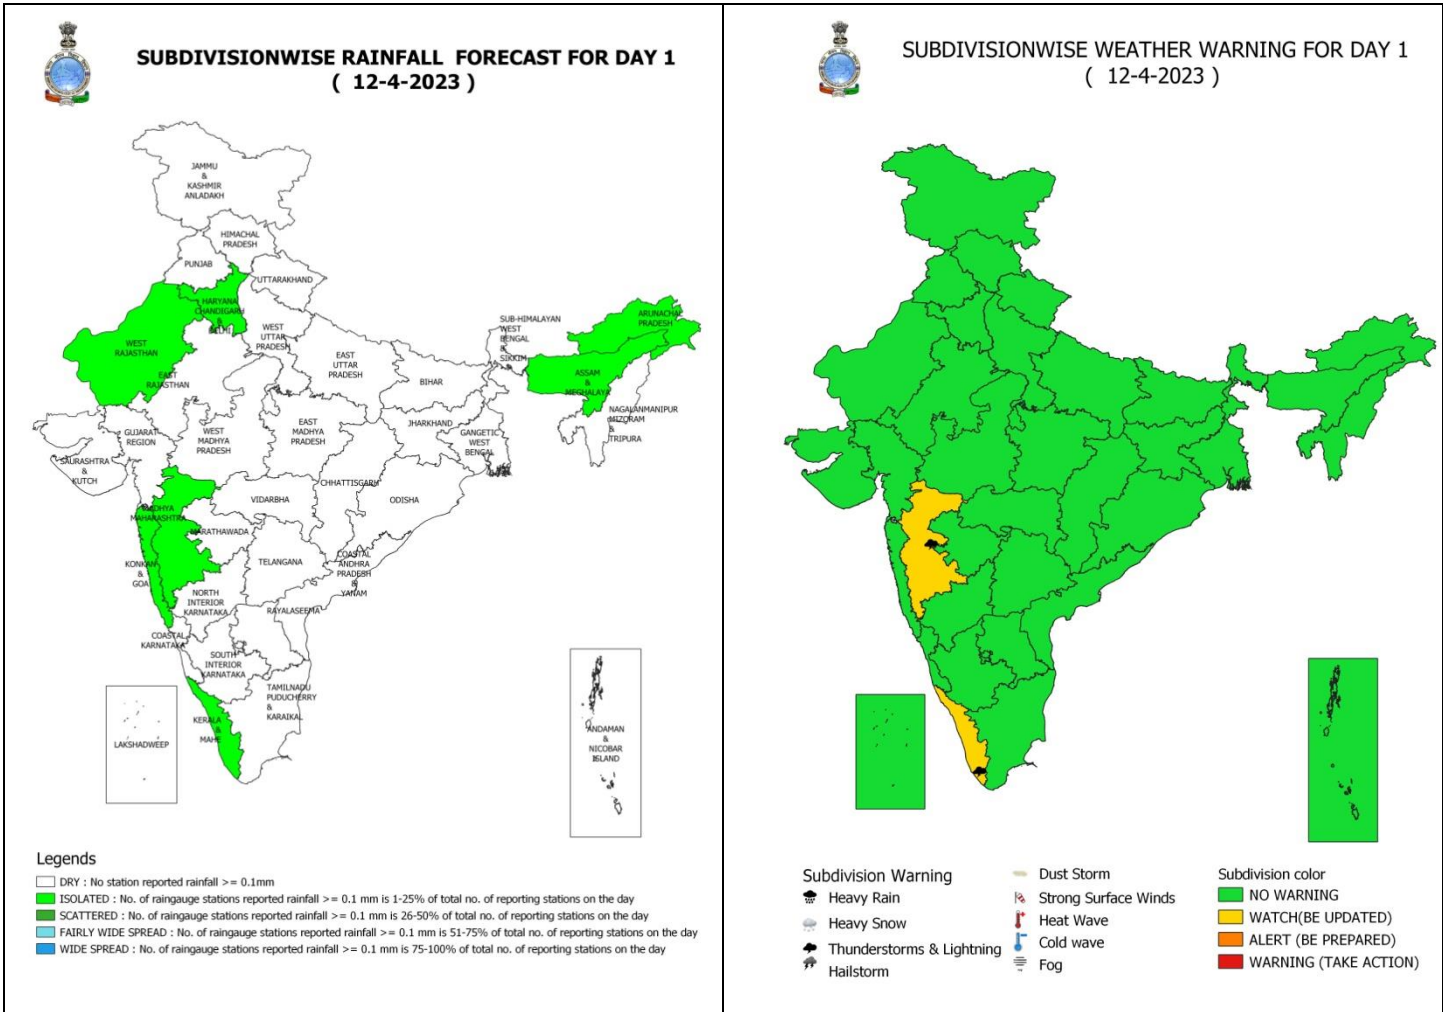 SUBDIVISIONWISE RAINFALL FORECAST FOR DAY 1
( 12-4-2023 )
JAMMU
&
KASHMIR
ANLADAKH
HIMACHAL
PRADESH
PUNJAB
UTTARAKHAND
HARYANA
CHANDIGARH
&
DELHI
WEST
RAJASTHAN
EAST
RAJASTHAN
WEST
UTTAR
PRADESH
EAST
UTTAR
PRADESH
SUB-HIMALAYAN
WEST
BENGAL
&
SIKKIM
ARUNACHAL
PRADESH
ASSAM
&
MEGHALAYA
NAGALANMANIPUR
MIZORAM
&
TRIPURA
BIHAR
JHARKHAND
GANGETIC
WEST
BENGAL
GUJARAT
REGION
SAURASHTRA
&
KUTCH
WEST
MADHYA
PRADESH
EAST
MADHYA
PRADESH
CHHATTISGARH
ODISHA
VIDARBHA
MADHYA
MAHARASHTRA
MARATHAWADA
KONKAN
&
GOA
TELANGANA
COASTAL
ANDHRA
PRADESH
&
YANAM
NORTH
INTERIOR
KARNATAKA
RAYALASEEMA
COASTAL
KARNATAKA
SOUTH
INTERIOR
KARNATAKA
TAMILNADU
PUDUCHERRY
&
KARAIKAL
KERALA
&
MAHE
LAKSHADWEEP
ANDAMAN
&
NICOBAR
ISLAND
Legends
DRY : No station reported rainfall >= 0.1mm
ISOLATED : No. of raingauge stations reported rainfall >= 0.1 mm is 1-25% of total no. of reporting stations on the day
SCATTERED : No. of raingauge stations reported rainfall >= 0.1 mm is 26-50% of total no. of reporting stations on the day
FAIRLY WIDE SPREAD : No. of raingauge stations reported rainfall >= 0.1 mm is 51-75% of total no. of reporting stations on the day
WIDE SPREAD : No. of raingauge stations reported rainfall >= 0.1 mm is 75-100% of total no. of reporting stations on the day
SUBDIVISIONWISE WEATHER WARNING FOR DAY 1
( 12-4-2023 )
Subdivision Warning
Heavy Rain
Heavy Snow
Thunderstorms & Lightning
Hailstorm
Dust Storm
Strong Surface Winds
Heat Wave
Cold wave
Fog
Subdivision color
NO WARNING
WATCH(BE UPDATED)
ALERT (BE PREPARED)
WARNING (TAKE ACTION)